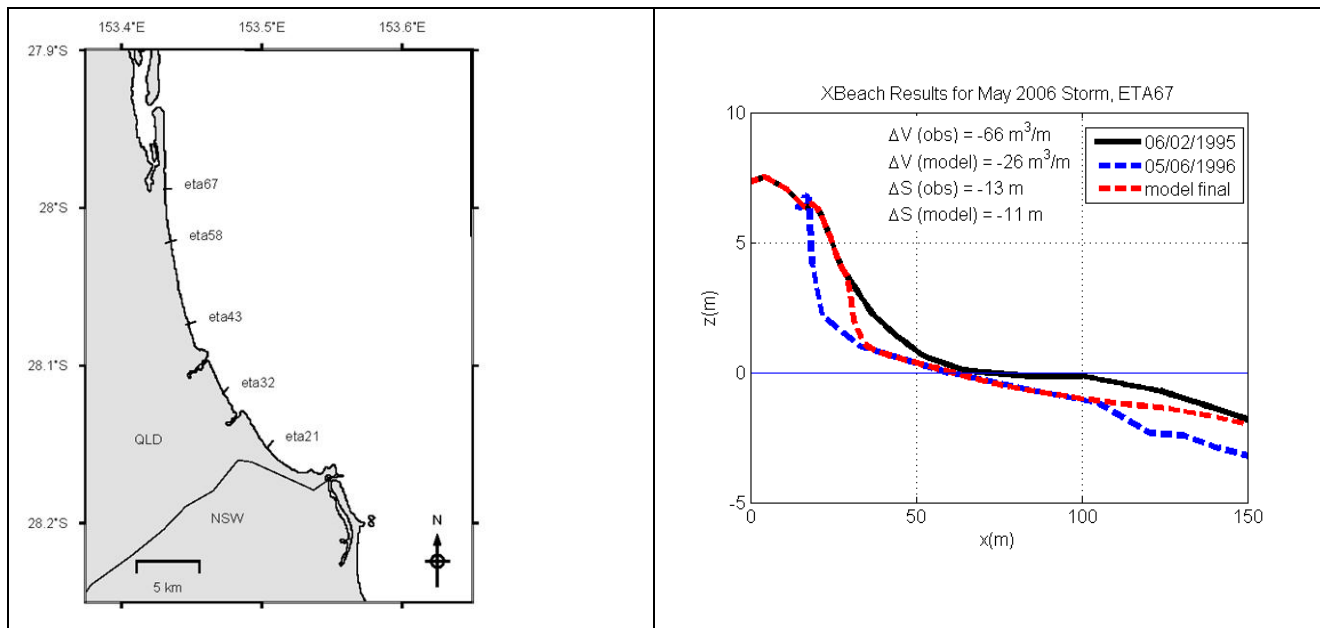 153.4°E 153.5°E 153.6°E
27.9°S
eta67
28°S
eta58
eta43
28.1°S
eta32
QLD
eta21
28.2°S
NSW
N
5 km
XBeach Results for May 2006 Storm, ETA67
10
ΔV (obs) = -66 m³/m
ΔV (model) = -26 m³/m
ΔS (obs) = -13 m
ΔS (model) = -11 m
06/02/1995
05/06/1996
model final
5
z(m)
0
-5
0 50 100 150
x(m)